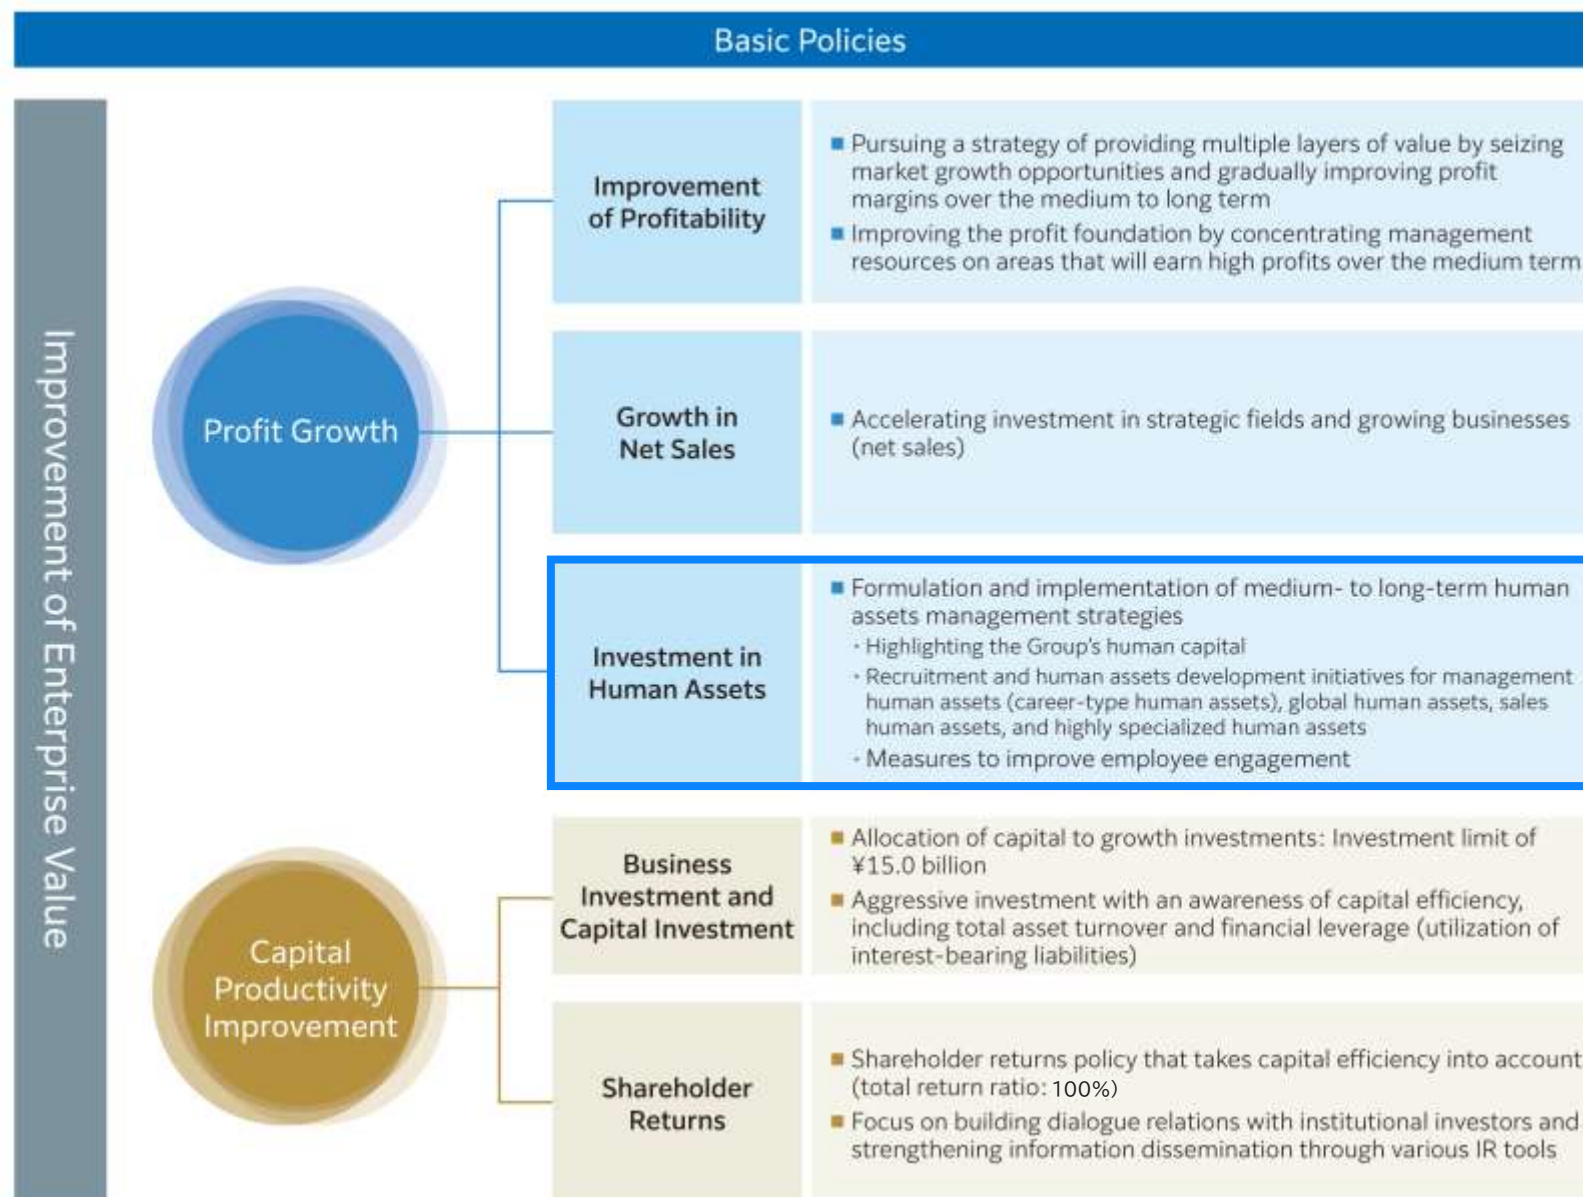 Basic Policies
Improvement of Enterprise Value
Profit Growth
Improvement
of Profitability
■ Pursuing a strategy of providing multiple layers of value by seizing
market growth opportunities and gradually improving profit
margins over the medium to long term
■ Improving the profit foundation by concentrating management
resources on areas that will earn high profits over the medium term
Growth in
Net Sales
■ Accelerating investment in strategic fields and growing businesses
(net sales)
Investment in
Human Assets
■ Formulation and implementation of medium- to long-term human
assets management strategies
・Highlighting the Group's human capital
・Recruitment and human assets development initiatives for management
human assets (career-type human assets), global human assets, sales
human assets, and highly specialized human assets
・Measures to improve employee engagement
Capital
Productivity
Improvement
Business
Investment and
Capital Investment
■ Allocation of capital to growth investments: Investment limit of
¥15.0 billion
■ Aggressive investment with an awareness of capital efficiency,
including total asset turnover and financial leverage (utilization of
interest-bearing liabilities)
Shareholder
Returns
■ Shareholder returns policy that takes capital efficiency into account
(total return ratio: 100%)
■ Focus on building dialogue relations with institutional investors and
strengthening information dissemination through various IR tools